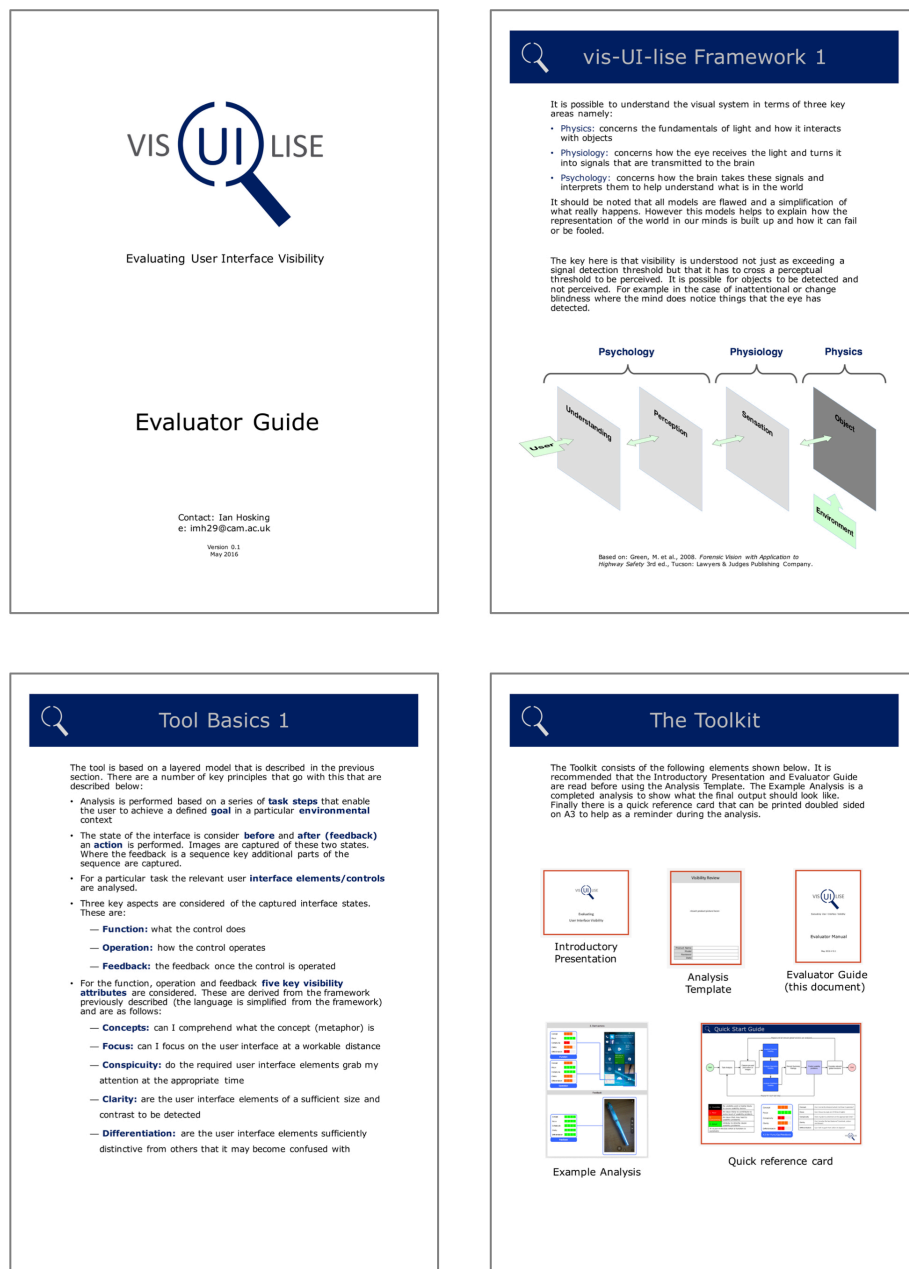 VIS UI LISE
Evaluating User Interface Visibility
Evaluator Guide
Contact: Ian Hosking
e: imh29@cam.ac.uk
Version 0.1
May 2016
vis-UI-lise Framework 1
It is possible to understand the visual system in terms of three key
areas namely:
• Physics: concerns the fundamentals of light and how it interacts
with objects
• Physiology: concerns how the eye receives the light and turns it
into signals that are transmitted to the brain
• Psychology: concerns how the brain takes these signals and
interprets them to help understand what is in the world
It should be noted that all models are flawed and a simplification of
what really happens. However this models helps to explain how the
representation of the world in our minds is built up and how it can fail
or be fooled.
The key here is that visibility is understood not just as exceeding a
signal detection threshold but that it has to cross a perceptual
threshold to be perceived. It is possible for objects to be detected and
not perceived. For example in the case of inattentional or change
blindness where the mind does notice things that the eye has
detected.
Psychology Physiology Physics
User Understanding Perception Sensation Object
Environment
Based on: Green, M. et al., 2008. Forensic Vision with Application to
Highway Safety 3rd ed., Tucson: Lawyers & Judges Publishing Company.
Tool Basics 1
The tool is based on a layered model that is described in the previous
section. There are a number of key principles that go with this that are
described below:
• Analysis is performed based on a series of task steps that enable
the user to achieve a defined goal in a particular environmental
context
• The state of the interface is consider before and after (feedback)
an action is performed. Images are captured of these two states.
Where the feedback is a sequence key additional parts of the
sequence are captured.
• For a particular task the relevant user interface elements/controls
are analysed.
• Three key aspects are considered of the captured interface states.
These are:
— Function: what the control does
— Operation: how the control operates
— Feedback: the feedback once the control is operated
• For the function, operation and feedback five key visibility
attributes are considered. These are derived from the framework
previously described (the language is simplified from the framework)
and are as follows:
— Concepts: can I comprehend what the concept (metaphor) is
— Focus: can I focus on the user interface at a workable distance
— Conspicuity: do the required user interface elements grab my
attention at the appropriate time
— Clarity: are the user interface elements of a sufficient size and
contrast to be detected
— Differentiation: are the user interface elements sufficiently
distinctive from others that it may become confused with
The Toolkit
The Toolkit consists of the following elements shown below. It is
recommended that the Introductory Presentation and Evaluator Guide
are read before using the Analysis Template. The Example Analysis is a
completed analysis to show what the final output should look like.
Finally there is a quick reference card that can be printed doubled sided
on A3 to help as a reminder during the analysis.
VIS UI LISE
Evaluating
User Interface Visibility
Introductory
Presentation
Visibility Review
Analysis
Template
VIS UI LISE
Evaluator Manual
Evaluator Guide
(this document)
Example Analysis
Quick Start Guide
Quick reference card